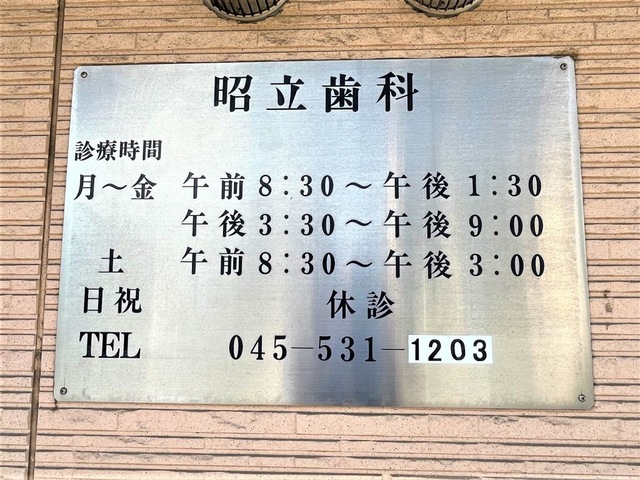 昭立歯科
診療時間
月～金 午前8:30～午後1:30
午後3:30～午後9:00
土 午前8:30～午後3:00
日祝 休診
TEL 045-531-1203